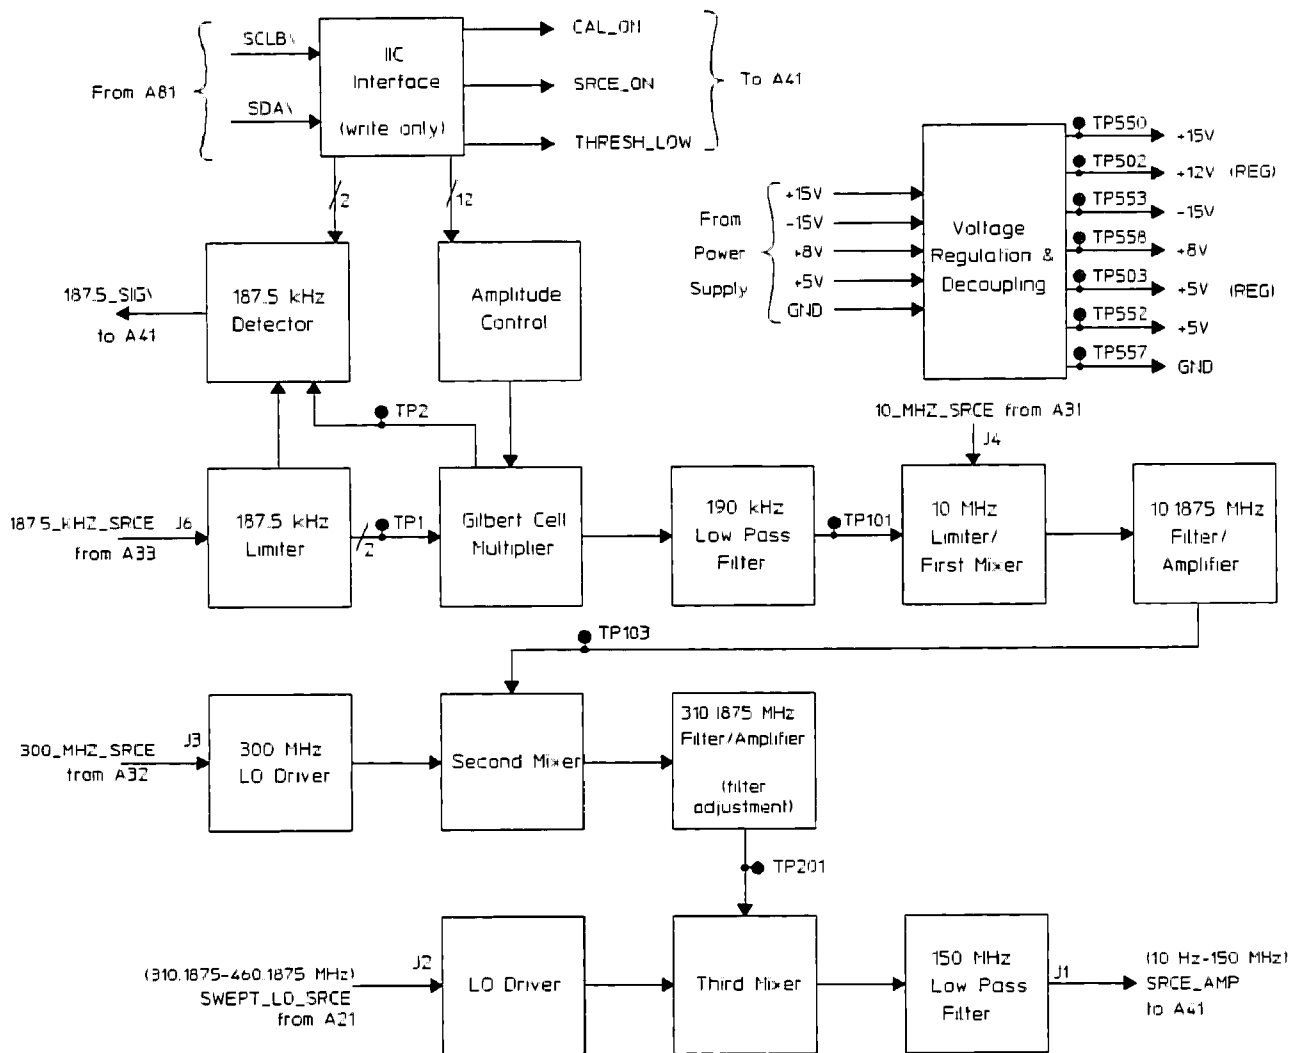 SCLB\
SDA\
From A81
IIC
Interface
(write only)
CAL_ON
SRCE_ON
THRESH_LOW
To A41
2
12
187.5_SIG\
to A41
187.5 kHz
Detector
Amplitude
Control
From
Power
Supply
+15V
-15V
+8V
+5V
GND
Voltage
Regulation &
Decoupling
TP550
+15V
TP502
+12V (REG)
TP553
-15V
TP558
+8V
TP503
+5V (REG)
TP552
+5V
TP557
GND
TP2
10_MHZ_SRCE from A31
J4
187.5_kHZ_SRCE
from A33
J6
187.5 kHz
Limiter
2
TP1
Gilbert Cell
Multiplier
190 kHz
Low Pass
Filter
TP101
10 MHz
Limiter/
First Mixer
10.1875 MHz
Filter/
Amplifier
TP103
300_MHZ_SRCE
from A32
J3
300 MHz
LO Driver
Second Mixer
310.1875 MHz
Filter/Amplifier
(filter
adjustment)
TP201
(310.1875-460.1875 MHz)
SWEPT_LO_SRCE
from A21
J2
LO Driver
Third Mixer
150 MHz
Low Pass
Filter
J1
(10 Hz-150 MHz)
SRCE_AMP
to A41